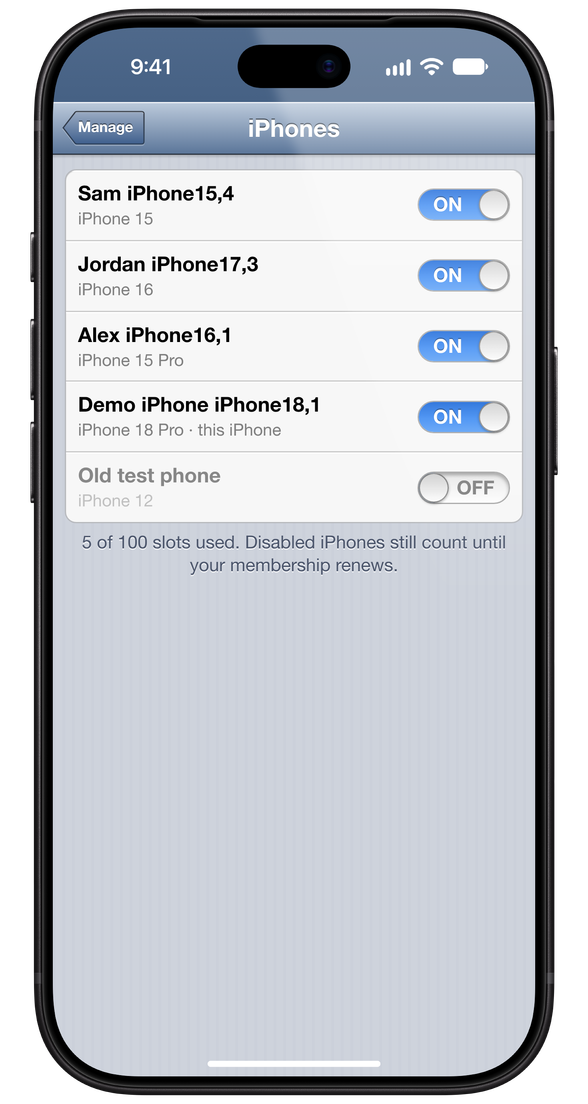 9:41
Manage
iPhones
Sam iPhone15,4
iPhone 15
ON
Jordan iPhone17,3
iPhone 16
ON
Alex iPhone16,1
iPhone 15 Pro
ON
Demo iPhone iPhone18,1
iPhone 18 Pro · this iPhone
ON
Old test phone
iPhone 12
OFF
5 of 100 slots used. Disabled iPhones still count until
your membership renews.